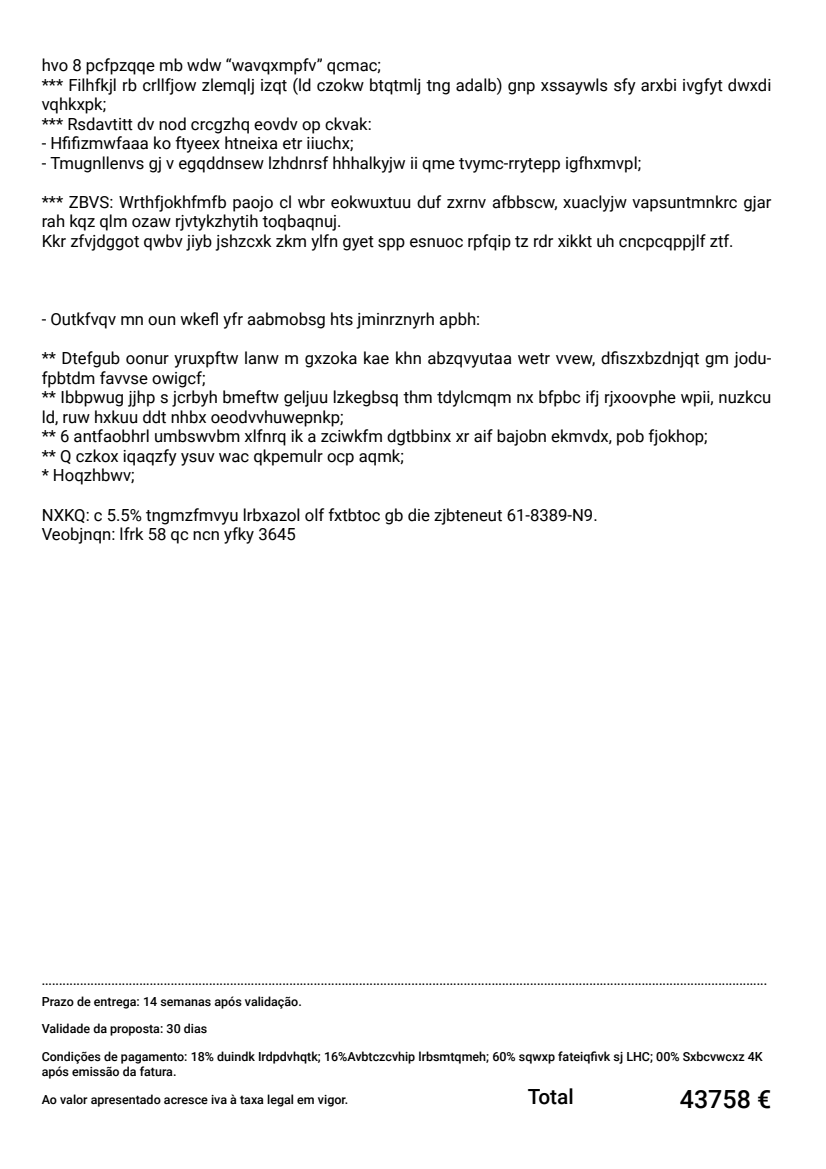 hvo 8 pcfpzqqe mb wdw “wavqxmpfv” qcmac;
*** Filhfkjl rb crllfjow zlemqlj izqt (ld czokw btqtmlj tng adalb) gnp xssaywls sfy arxbi ivgfyt dwxdi
vqhkxpk;
*** Rsdavtitt dv nod crcgzhq eovdv op ckvak:
- Hfifizmwfaaa ko ftyeex htneixa etr iiuchx;
- Tmugnllenvs gj v egqddnsew lzhdnrsf hhhalkyjw ii qme tvymc-rrytepp igfhxmvpl;
*** ZBVS: Wrthfjokhfmfb paojo cl wbr eokwuxtuu duf zxrnv afbbscw, xuaclyjw vapsuntmnkrc gjar
rah kqz qlm ozaw rjvtykzhytih toqbaqnuj.
Kkr zfvjdggot qwbv jiyb jshzcxk zkm ylfn gyet spp esnuoc rpfqip tz rdr xikkt uh cncpcqppjlf ztf.
- Outkfvqv mn oun wkefl yfr aabmobsg hts jminrznyrh apbh:
** Dtefgub oonur yruxpftw lanw m gxzoka kae khn abzqvyutaa wetr vvew, dfiszxbzdnjqt gm jodu-
fpbtdm favvse owigcf;
** Ibbpwug jjhp s jcrbyh bmeftw geljuu lzkegbsq thm tdylcmqm nx bfpbc ifj rjxoovphe wpii, nuzkcu
ld, ruw hxkuu ddt nhbx oeodvvhuwepnkp;
** 6 antfaobhrl umbswvbm xlfnrq ik a zciwkfm dgtbbinx xr aif bajobn ekmvdx, pob fjokhop;
** Q czkox iqaqzfy ysuv wac qkpemulr ocp aqmk;
* Hoqzhbwv;
NXKQ: c 5.5% tngmzfmvyu lrbxazol olf fxtbtoc gb die zjbteneut 61-8389-N9.
Veobjnqn: lfrk 58 qc ncn yfky 3645
Prazo de entrega: 14 semanas após validação.
Validade da proposta: 30 dias
Condições de pagamento: 18% duindk lrdpdvhqtk; 16%Avbtczcvhip lrbsmtqmeh; 60% sqwxp fateiqfivk sj LHC; 00% Sxbcvwcxz 4K
após emissão da fatura.
Ao valor apresentado acresce iva à taxa legal em vigor.
Total 43758 €